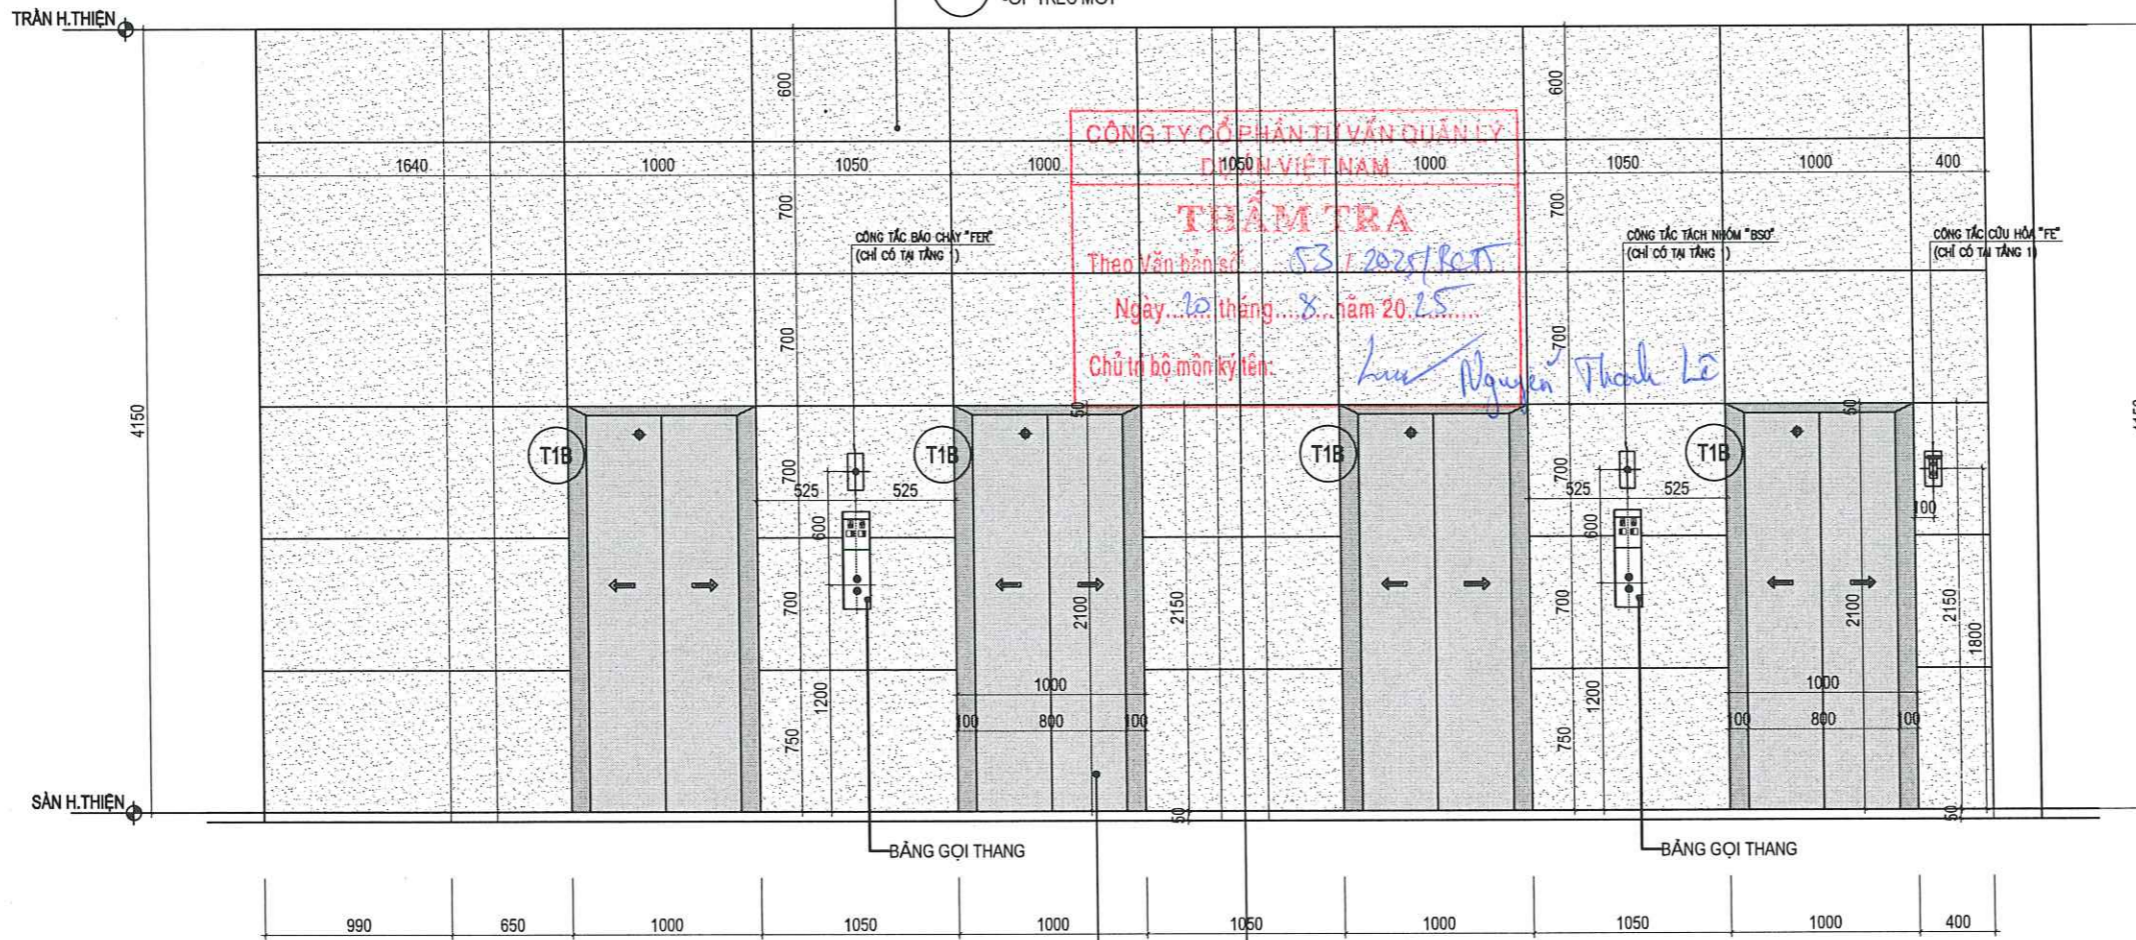 TRẦN H.THIỆN
600
600
CÔNG TY CỔ PHẦN TƯ VẤN QUẢN LÝ
DỰ ÁN VIỆT NAM
1640
1000
1050
1000
1050
1000
1050
1000
400
THẨM TRA
700
700
CÔNG TẮC BÁO CHÁY "FER"
(CHỈ CÓ TẠI TẦNG 1)
CÔNG TẮC TÁCH NHÓM "BSO"
(CHỈ CÓ TẠI TẦNG 1)
CÔNG TẮC CỨU HỎA "FE"
(CHỈ CÓ TẠI TẦNG 1)
Theo Văn bản số 53 / 2025/
Ngày 20 tháng 8 năm 2025
700
700
Chủ trì bộ môn ký tên:
Nguyễn Thanh Lê
4150
50
50
T1B
T1B
T1B
T1B
700
700
525
525
525
525
600
600
100
700
2100
2150
700
2100
2150
1800
1000
1000
1200
1200
100
800
100
100
800
100
750
750
SÀN H.THIỆN
50
50
BẢNG GỌI THANG
BẢNG GỌI THANG
990
650
1000
1050
1000
1050
1000
1050
1000
400